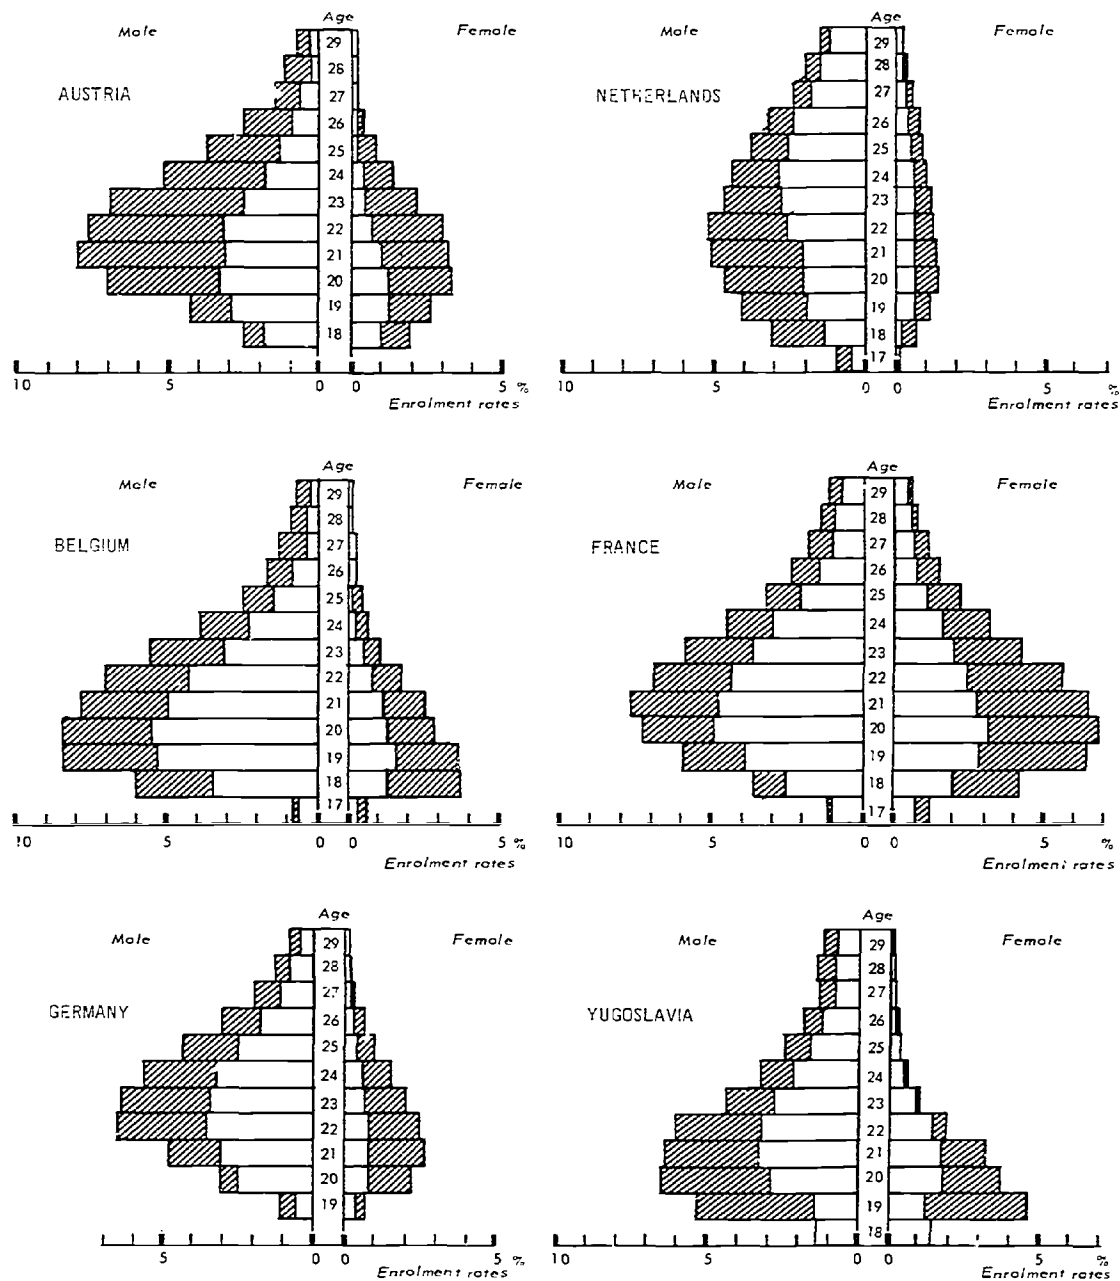 Age
Male
Female
AUSTRIA
29
28
27
26
25
24
23
22
21
20
19
18
10 5 0 0 5 %
Enrolment rates
Age
Male
Female
NETHERLANDS
29
28
27
26
25
24
23
22
21
20
19
18
17
10 5 0 0 5 %
Enrolment rates
Age
Male
Female
BELGIUM
29
28
27
26
25
24
23
22
21
20
19
18
17
10 5 0 0 5 %
Enrolment rates
Age
Male
Female
FRANCE
29
28
27
26
25
24
23
22
21
20
19
18
17
10 5 0 0 5 %
Enrolment rates
Age
Male
Female
GERMANY
29
28
27
26
25
24
23
22
21
20
19
5 0 0 5 %
Enrolment rates
Age
Male
Female
YUGOSLAVIA
29
28
27
26
25
24
23
22
21
20
19
18
10 5 0 0 5 %
Enrolment rates